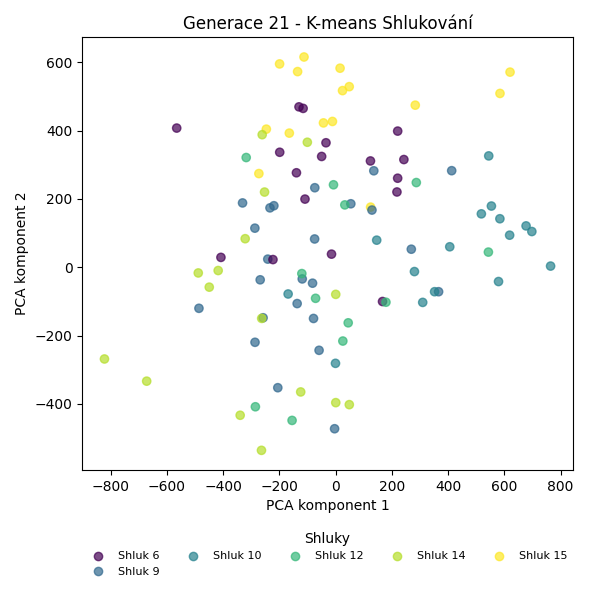 Generace 21 - K-means Shlukování
PCA komponent 2
600
400
200
0
−200
−400
−800 −600 −400 −200 0 200 400 600 800
PCA komponent 1
Shluky
Shluk 6 Shluk 10 Shluk 12 Shluk 14 Shluk 15
Shluk 9